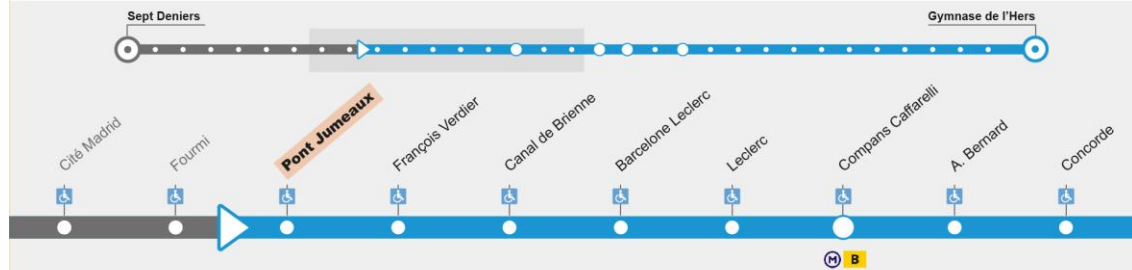 Sept Deniers
Gymnase de l'Hers
Cité Madrid
Fourmi
Pont Jumeaux
François Verdier
Canal de Brienne
Barcelone Leclerc
Leclerc
Compans Caffarelli
A. Bernard
Concorde
M B